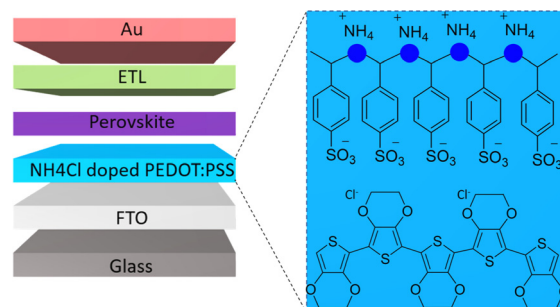 Au
ETL
Perovskite
NH4Cl doped PEDOT:PSS
FTO
Glass
+ + + +
NH₄ NH₄ NH₄ NH₄
− − − − −
SO₃ SO₃ SO₃ SO₃ SO₃
Cl⁻ Cl⁻
O O O O
S S
S S S
O O O O O O